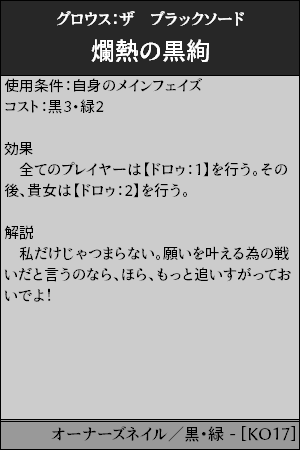 グロウス：ザ　ブラックソード
爛熱の黒絢
使用条件：自身のメインフェイズ
コスト：黒3・緑2
効果
　全てのプレイヤーは【ドロゥ：1】を行う。その
後、貴女は【ドロゥ：2】を行う。
解説
　私だけじゃつまらない。願いを叶える為の戦
いだと言うのなら、ほら、もっと追いすがってお
いでよ！
オーナーズネイル／黒・緑 - [KO17]